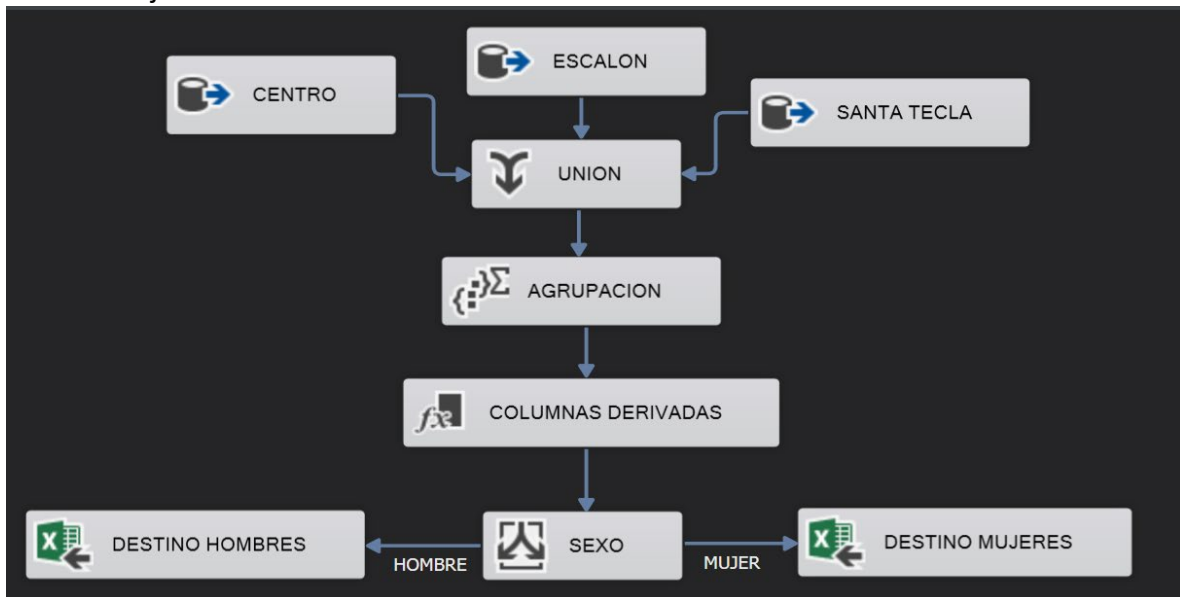 ESCALON
CENTRO
SANTA TECLA
UNION
AGRUPACION
COLUMNAS DERIVADAS
DESTINO HOMBRES
HOMBRE
SEXO
MUJER
DESTINO MUJERES